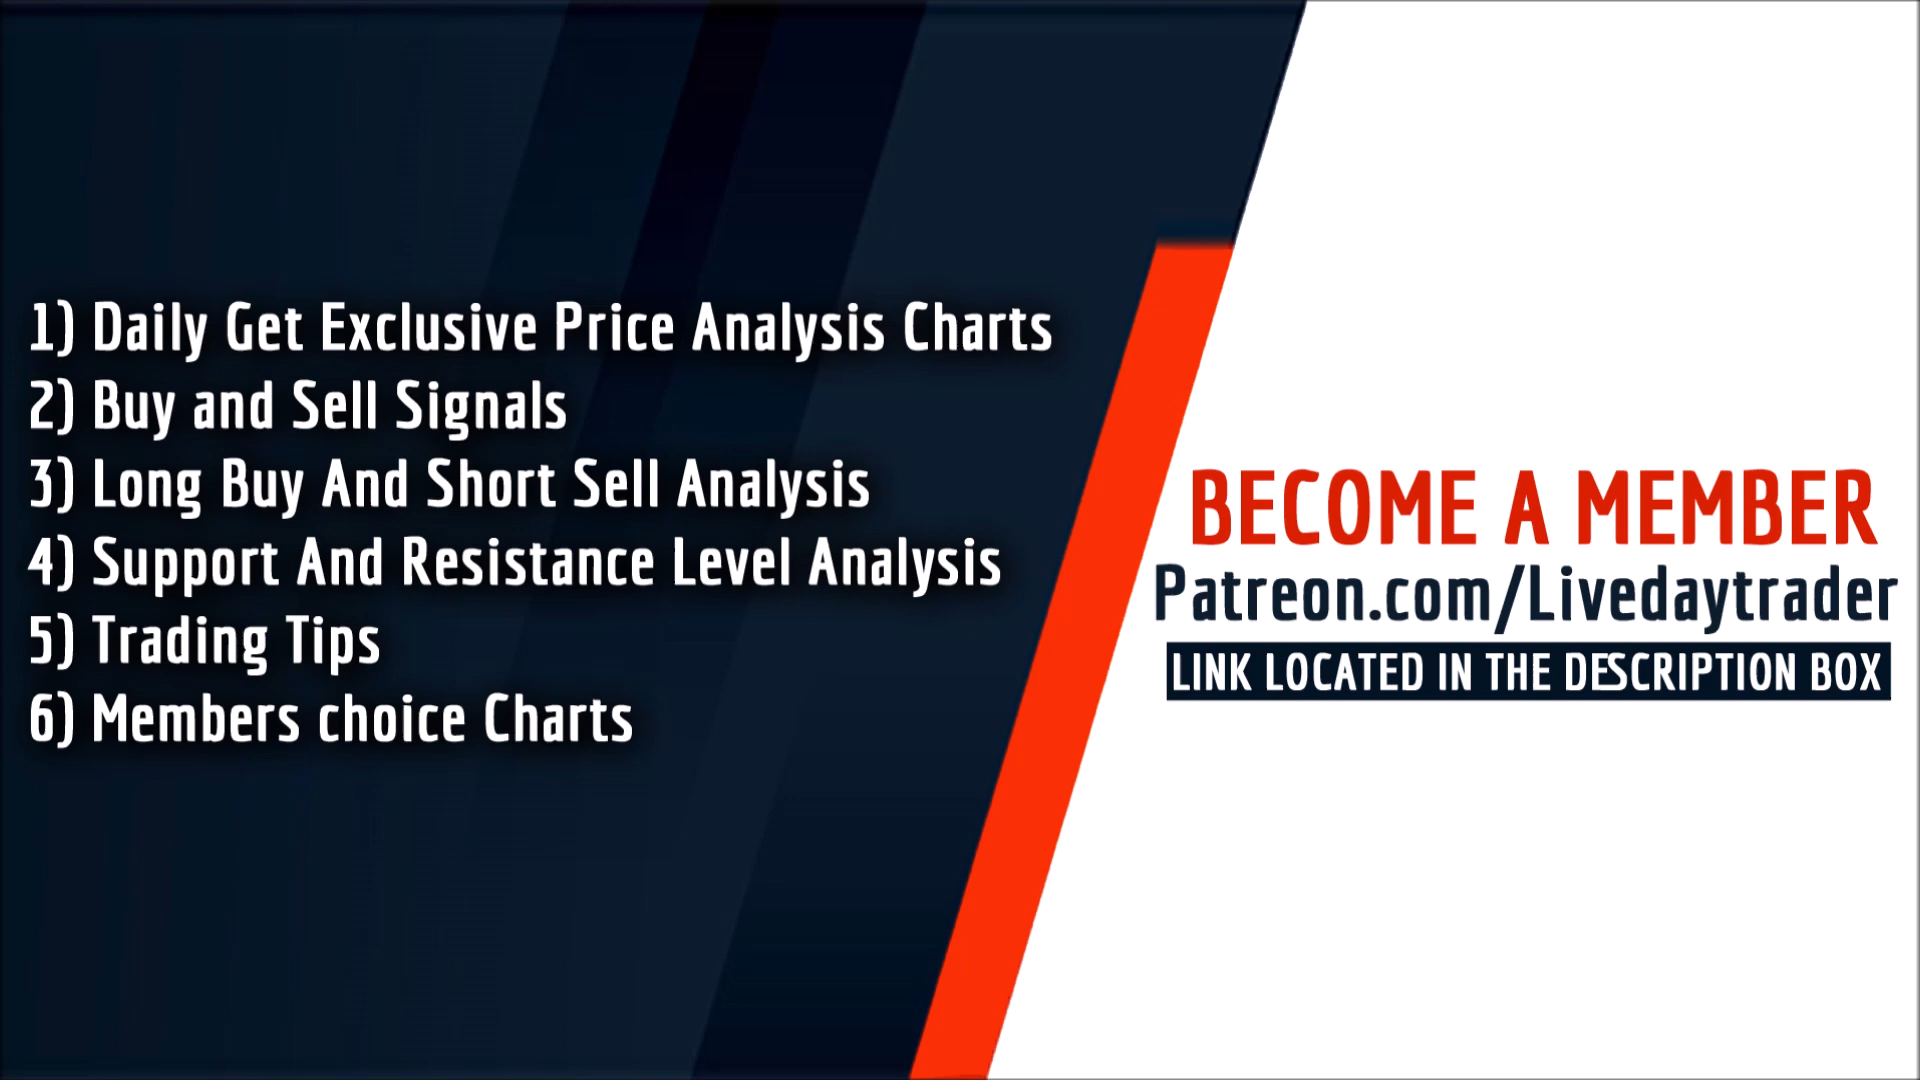 1) Daily Get Exclusive Price Analysis Charts
2) Buy and Sell Signals
3) Long Buy And Short Sell Analysis
4) Support And Resistance Level Analysis
5) Trading Tips
6) Members choice Charts
BECOME A MEMBER
Patreon.com/Livedaytrader
LINK LOCATED IN THE DESCRIPTION BOX